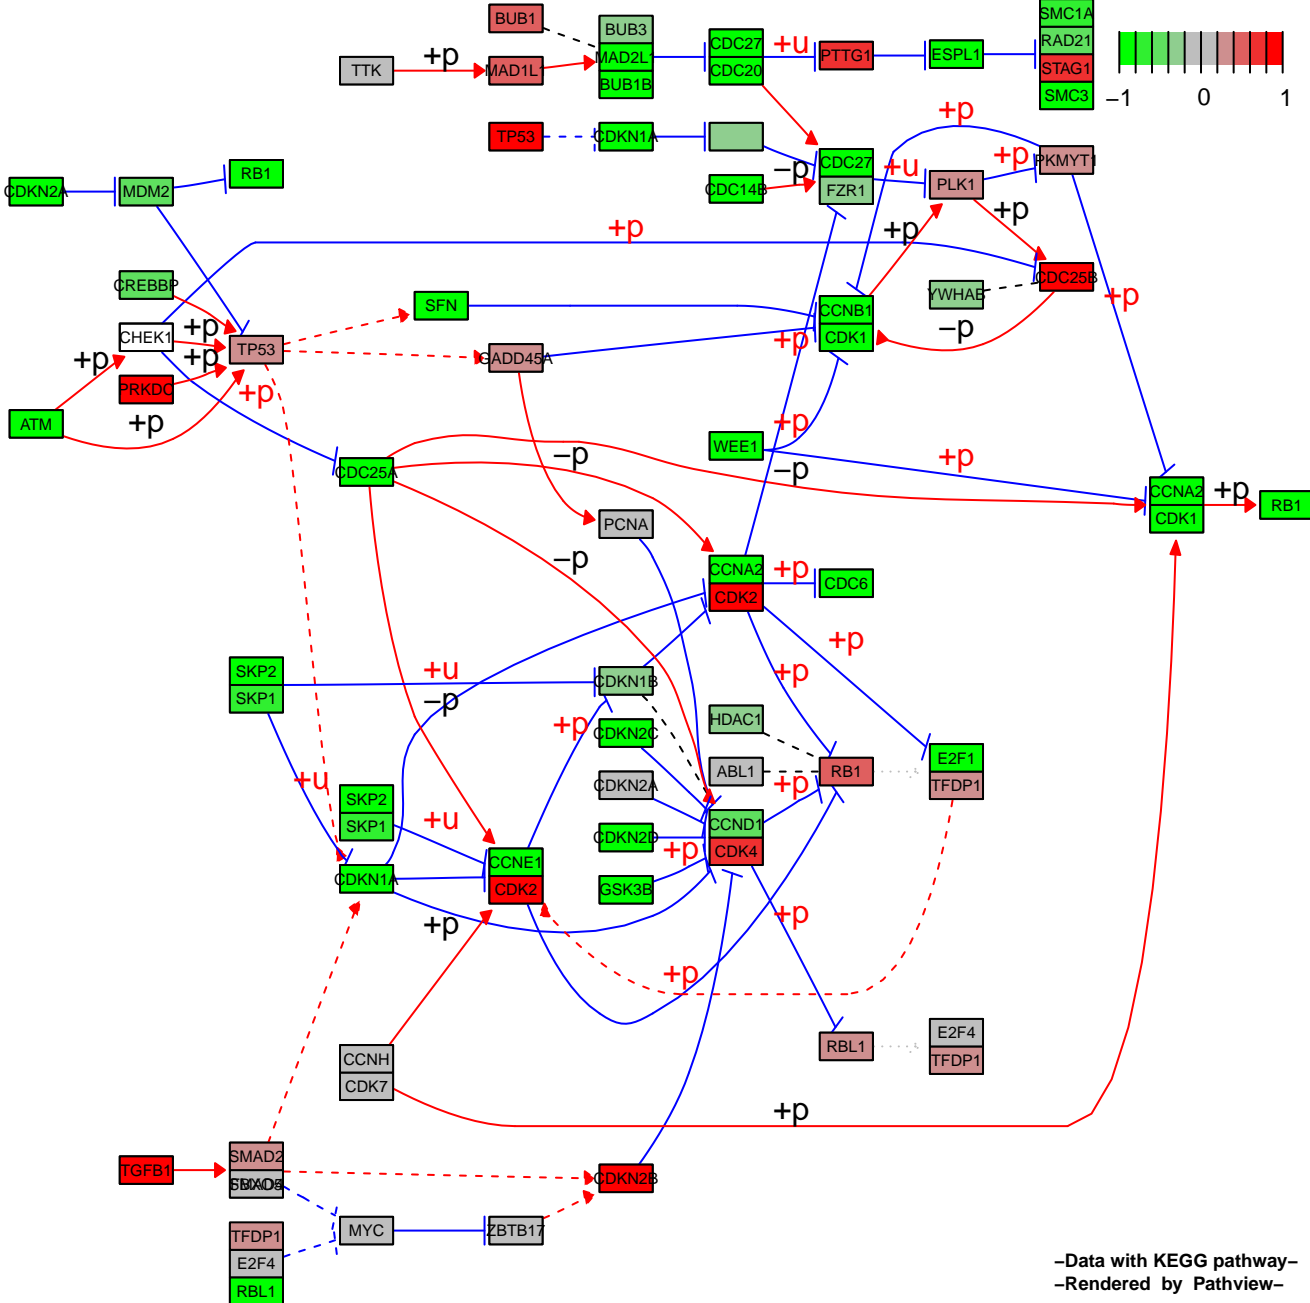 SMC1A
RAD21
STAG1
SMC3
−1
0
1
BUB1
BUB3
MAD2L1
BUB1B
TTK
+p
MAD1L1
CDC27
CDC20
+u
PTTG1
ESPL1
TP53
CDKN1A
CDC27
FZR1
−p
+u
CDC14B
PLK1
+p
+p
PKMYT1
+p
+p
CDKN2A
MDM2
RB1
+p
CREBBP
CHEK1
+p
+p
+p
PRKDC
TP53
+p
ATM
+p
SFN
GADD45A
CCNB1
CDK1
+p
YWHAB
CDC25B
−p
+p
WEE1
+p
+p
−p
CDC25A
−p
PCNA
−p
CCNA2
CDK1
+p
RB1
CCNA2
CDK2
+p
CDC6
+p
+p
SKP2
SKP1
+u
−p
CDKN1B
+p
CDKN2C
CDKN2A
CDKN2D
GSK3B
HDAC1
ABL1
RB1
+p
E2F1
TFDP1
CCND1
CDK4
+p
+u
SKP2
SKP1
+u
CDKN1A
CCNE1
CDK2
+p
+p
+p
CCNH
CDK7
RBL1
E2F4
TFDP1
+p
TGFB1
SMAD2
CDKN2B
MYC
ZBTB17
TFDP1
E2F4
RBL1
−Data with KEGG pathway−
−Rendered by Pathview−